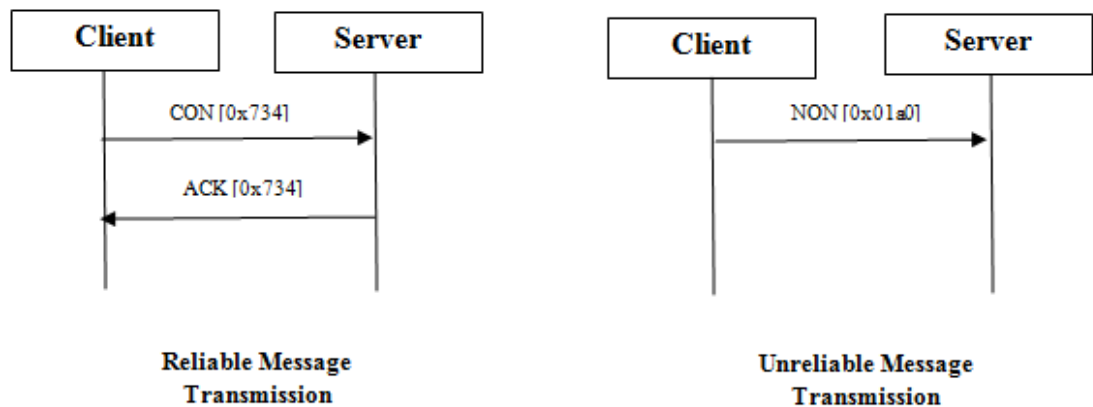 Client
Server
CON [0x734]
ACK [0x734]
Reliable Message
Transmission
Client
Server
NON [0x01a0]
Unreliable Message
Transmission